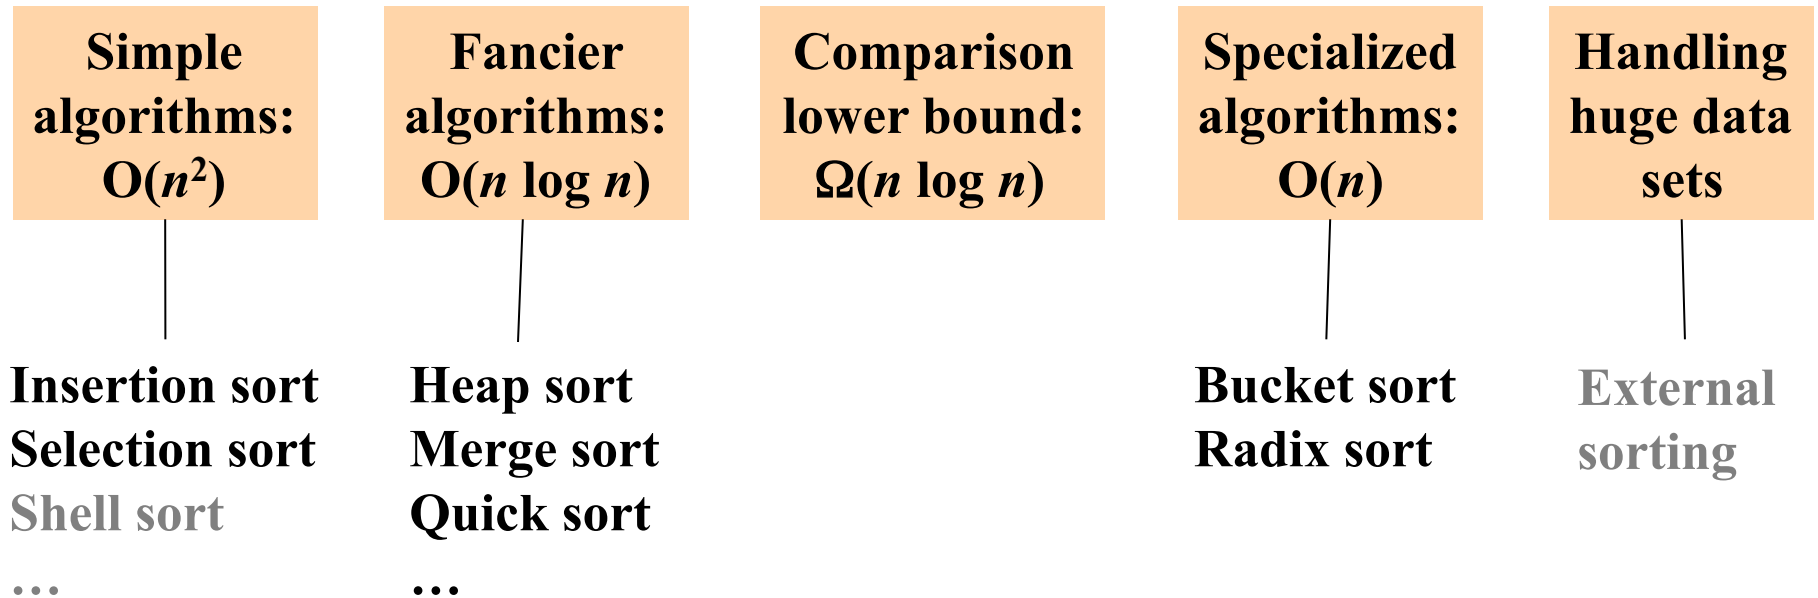 Simple
algorithms:
O(n²)
Fancier
algorithms:
O(n log n)
Comparison
lower bound:
Ω(n log n)
Specialized
algorithms:
O(n)
Handling
huge data
sets
Insertion sort
Selection sort
Shell sort
…
Heap sort
Merge sort
Quick sort
…
Bucket sort
Radix sort
External
sorting